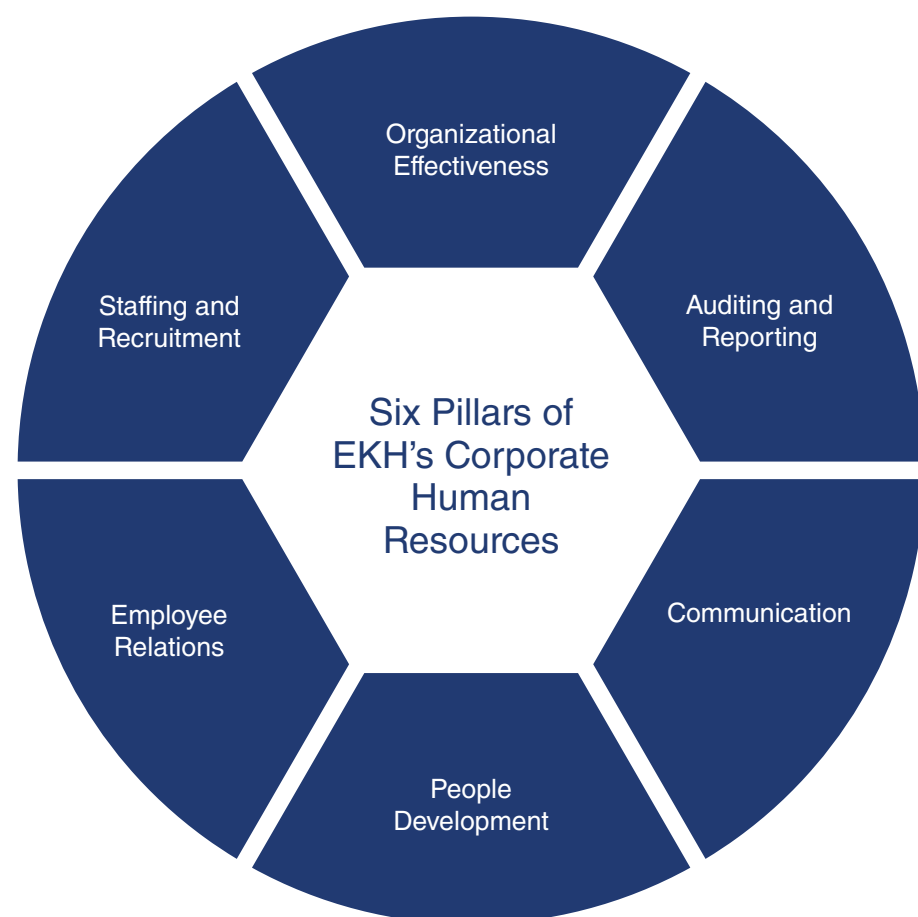 Organizational
Effectiveness
Staffing and
Recruitment
Auditing and
Reporting
Six Pillars of
EKH’s Corporate
Human
Resources
Employee
Relations
Communication
People
Development